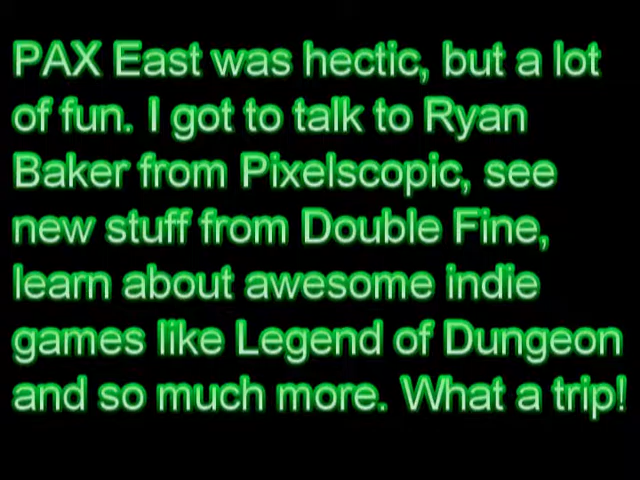 PAX East was hectic, but a lot
of fun. I got to talk to Ryan
Baker from Pixelscopic, see
new stuff from Double Fine,
learn about awesome indie
games like Legend of Dungeon
and so much more. What a trip!